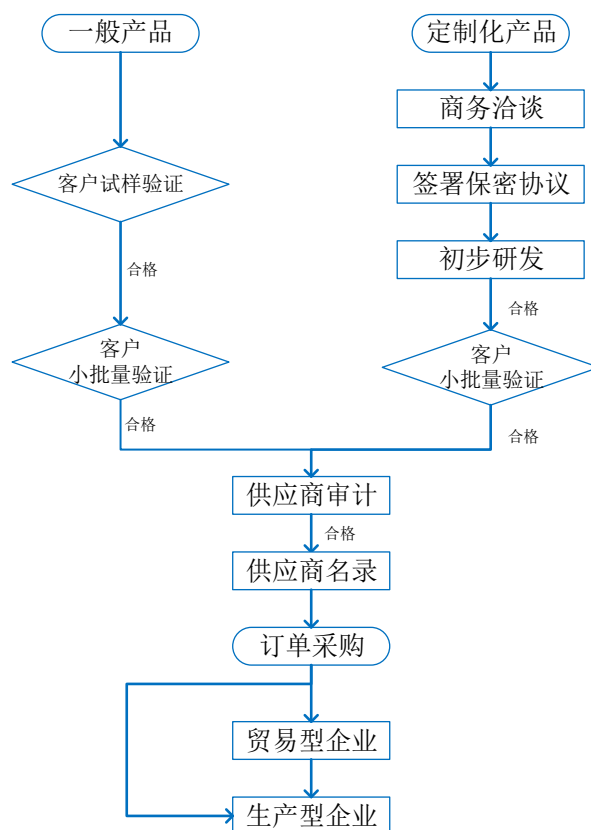 一般产品
定制化产品
商务洽谈
客户试样验证
签署保密协议
初步研发
合格
合格
客户
小批量验证
客户
小批量验证
合格
合格
供应商审计
合格
供应商名录
订单采购
贸易型企业
生产型企业